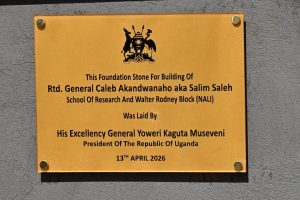 This Foundation Stone For Building Of
Rtd. General Caleb Akandwanaho aka Salim Saleh
School Of Research And Walter Rodney Block (NALI)
Was Laid By
His Excellency General Yoweri Kaguta Museveni
President Of The Republic Of Uganda
13TH APRIL 2026